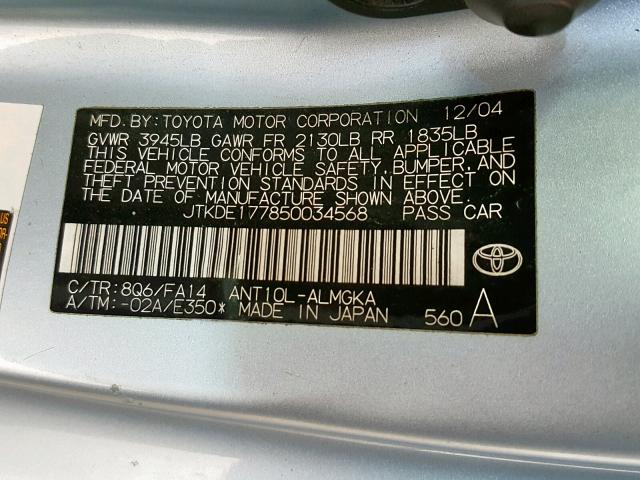 MFD. BY: TOYOTA MOTOR CORPORATION 12/04
GVWR 3945LB GAWR FR 2130LB RR 1835LB
THIS VEHICLE CONFORMS TO ALL APPLICABLE
FEDERAL MOTOR VEHICLE SAFETY, BUMPER, AND
THEFT PREVENTION STANDARDS IN EFFECT ON
THE DATE OF MANUFACTURE SHOWN ABOVE.
JTKDE177850034568 PASS CAR
C/TR: 8Q6/FA14 ANT10L-ALMGKA
A/TM: -02A/E350* MADE IN JAPAN 560 A